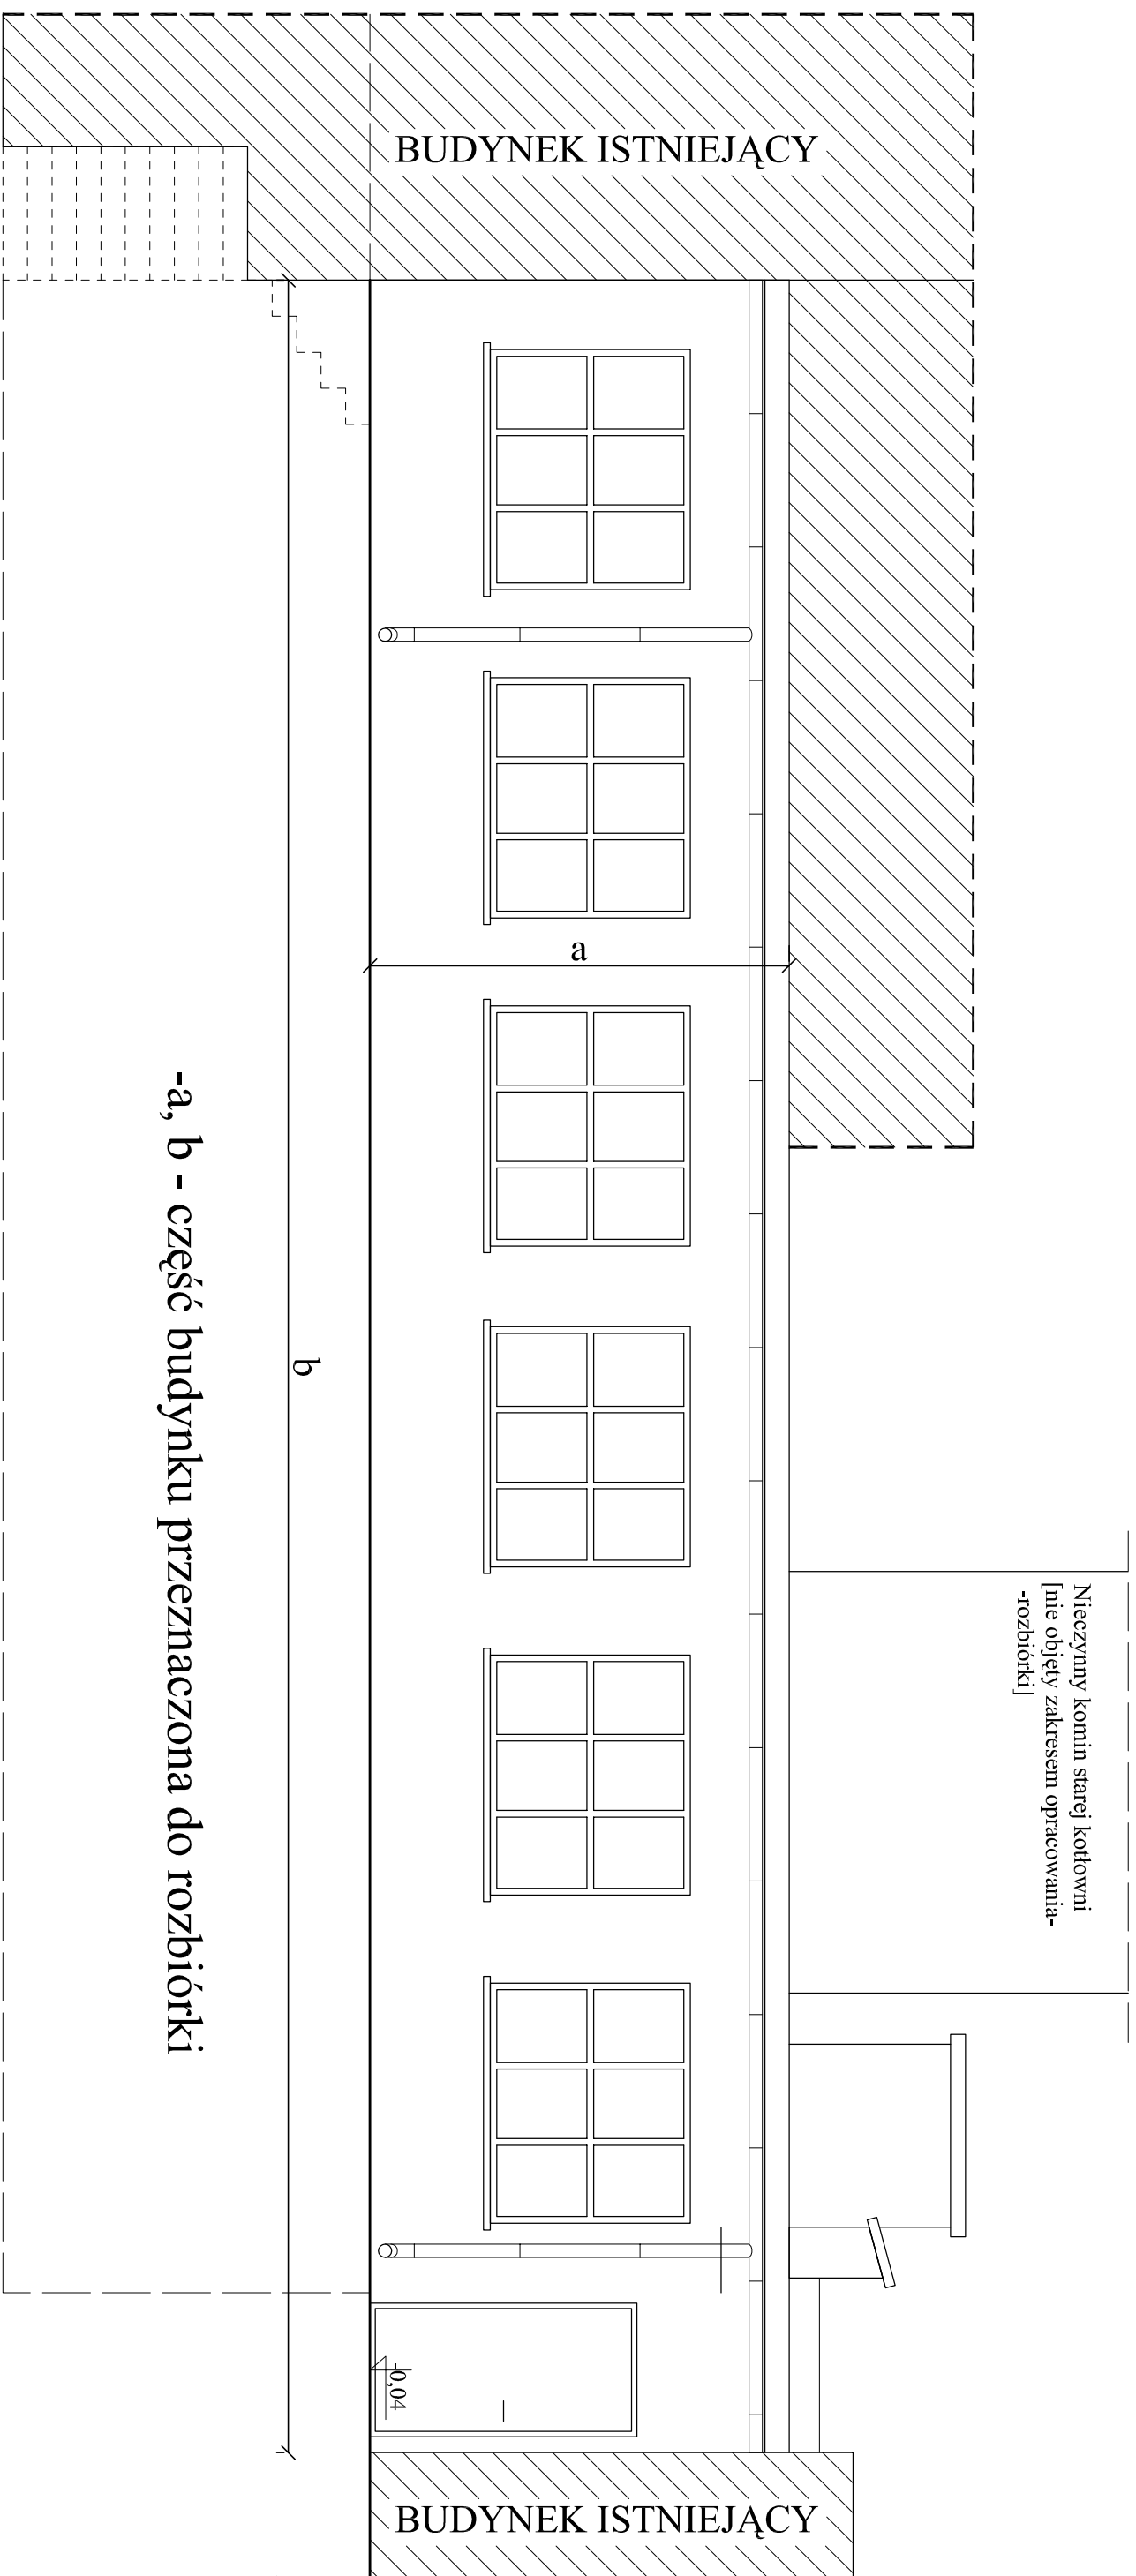 BUDYNEK ISTNIEJĄCY
a
b
-a, b - część budynku przeznaczona do rozbiórki
Nieczynny komin starej kotłowni
[nie objęty zakresem opracowania-
-rozbiórki]
-0,04
BUDYNEK ISTNIEJĄCY